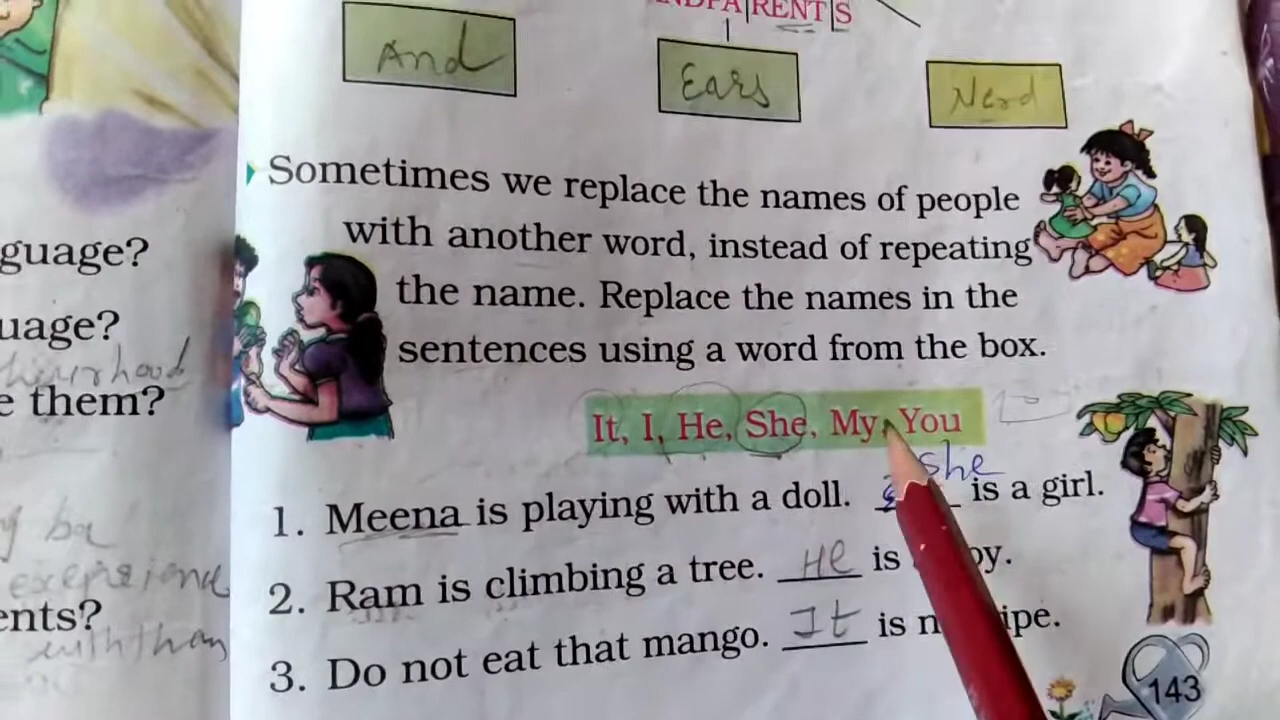 RENTS
And
Ears
Nerd
Sometimes we replace the names of people
with another word, instead of repeating
the name. Replace the names in the
sentences using a word from the box.
It, I, He, She, My, You
1. Meena is playing with a doll. she is a girl.
2. Ram is climbing a tree. He is
3. Do not eat that mango. It is
143
guage?
uage?
e them?
ents?